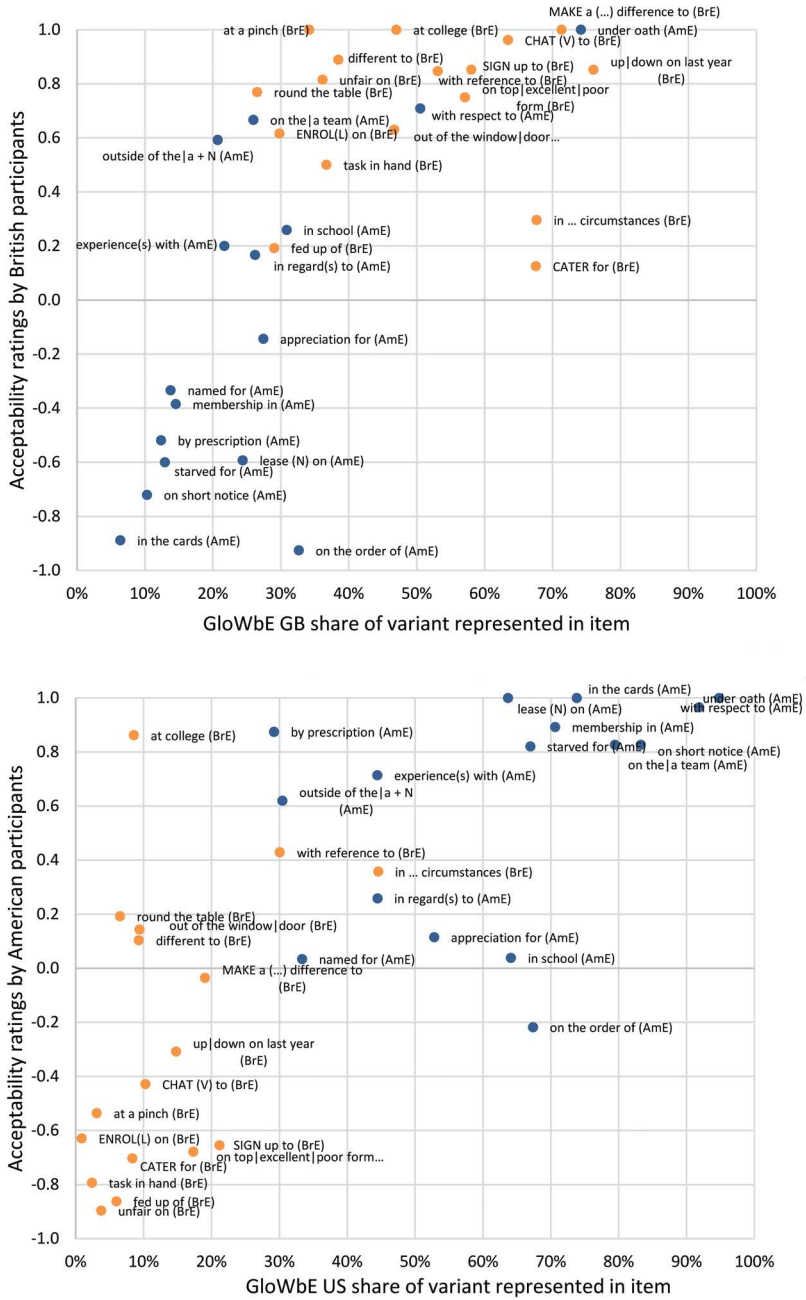 MAKE a (…) difference to (BrE)
at a pinch (BrE)
at college (BrE)
under oath (AmE)
CHAT (V) to (BrE)
different to (BrE)
SIGN up to (BrE)
up|down on last year
(BrE)
unfair on (BrE)
with reference to (BrE)
round the table (BrE)
on top|excellent|poor
form (BrE)
on the|a team (AmE)
with respect to (AmE)
ENROL(L) on (BrE)
out of the window|door…
outside of the|a + N (AmE)
task in hand (BrE)
in … circumstances (BrE)
in school (AmE)
experience(s) with (AmE)
fed up of (BrE)
in regard(s) to (AmE)
CATER for (BrE)
appreciation for (AmE)
named for (AmE)
membership in (AmE)
by prescription (AmE)
lease (N) on (AmE)
starved for (AmE)
on short notice (AmE)
in the cards (AmE)
on the order of (AmE)
Acceptability ratings by British participants
1.0
0.8
0.6
0.4
0.2
0.0
-0.2
-0.4
-0.6
-0.8
-1.0
0% 10% 20% 30% 40% 50% 60% 70% 80% 90% 100%
GloWbE GB share of variant represented in item
in the cards (AmE)
under oath (AmE)
lease (N) on (AmE)
with respect to (AmE)
at college (BrE)
by prescription (AmE)
membership in (AmE)
starved for (AmE)
on short notice (AmE)
on the|a team (AmE)
experience(s) with (AmE)
outside of the|a + N
(AmE)
with reference to (BrE)
in … circumstances (BrE)
in regard(s) to (AmE)
round the table (BrE)
out of the window|door (BrE)
different to (BrE)
appreciation for (AmE)
named for (AmE)
in school (AmE)
MAKE a (…) difference to
(BrE)
on the order of (AmE)
up|down on last year
(BrE)
CHAT (V) to (BrE)
at a pinch (BrE)
ENROL(L) on (BrE)
SIGN up to (BrE)
on top|excellent|poor form…
CATER for (BrE)
task in hand (BrE)
fed up of (BrE)
unfair on (BrE)
Acceptability ratings by American participants
1.0
0.8
0.6
0.4
0.2
0.0
-0.2
-0.4
-0.6
-0.8
-1.0
0% 10% 20% 30% 40% 50% 60% 70% 80% 90% 100%
GloWbE US share of variant represented in item